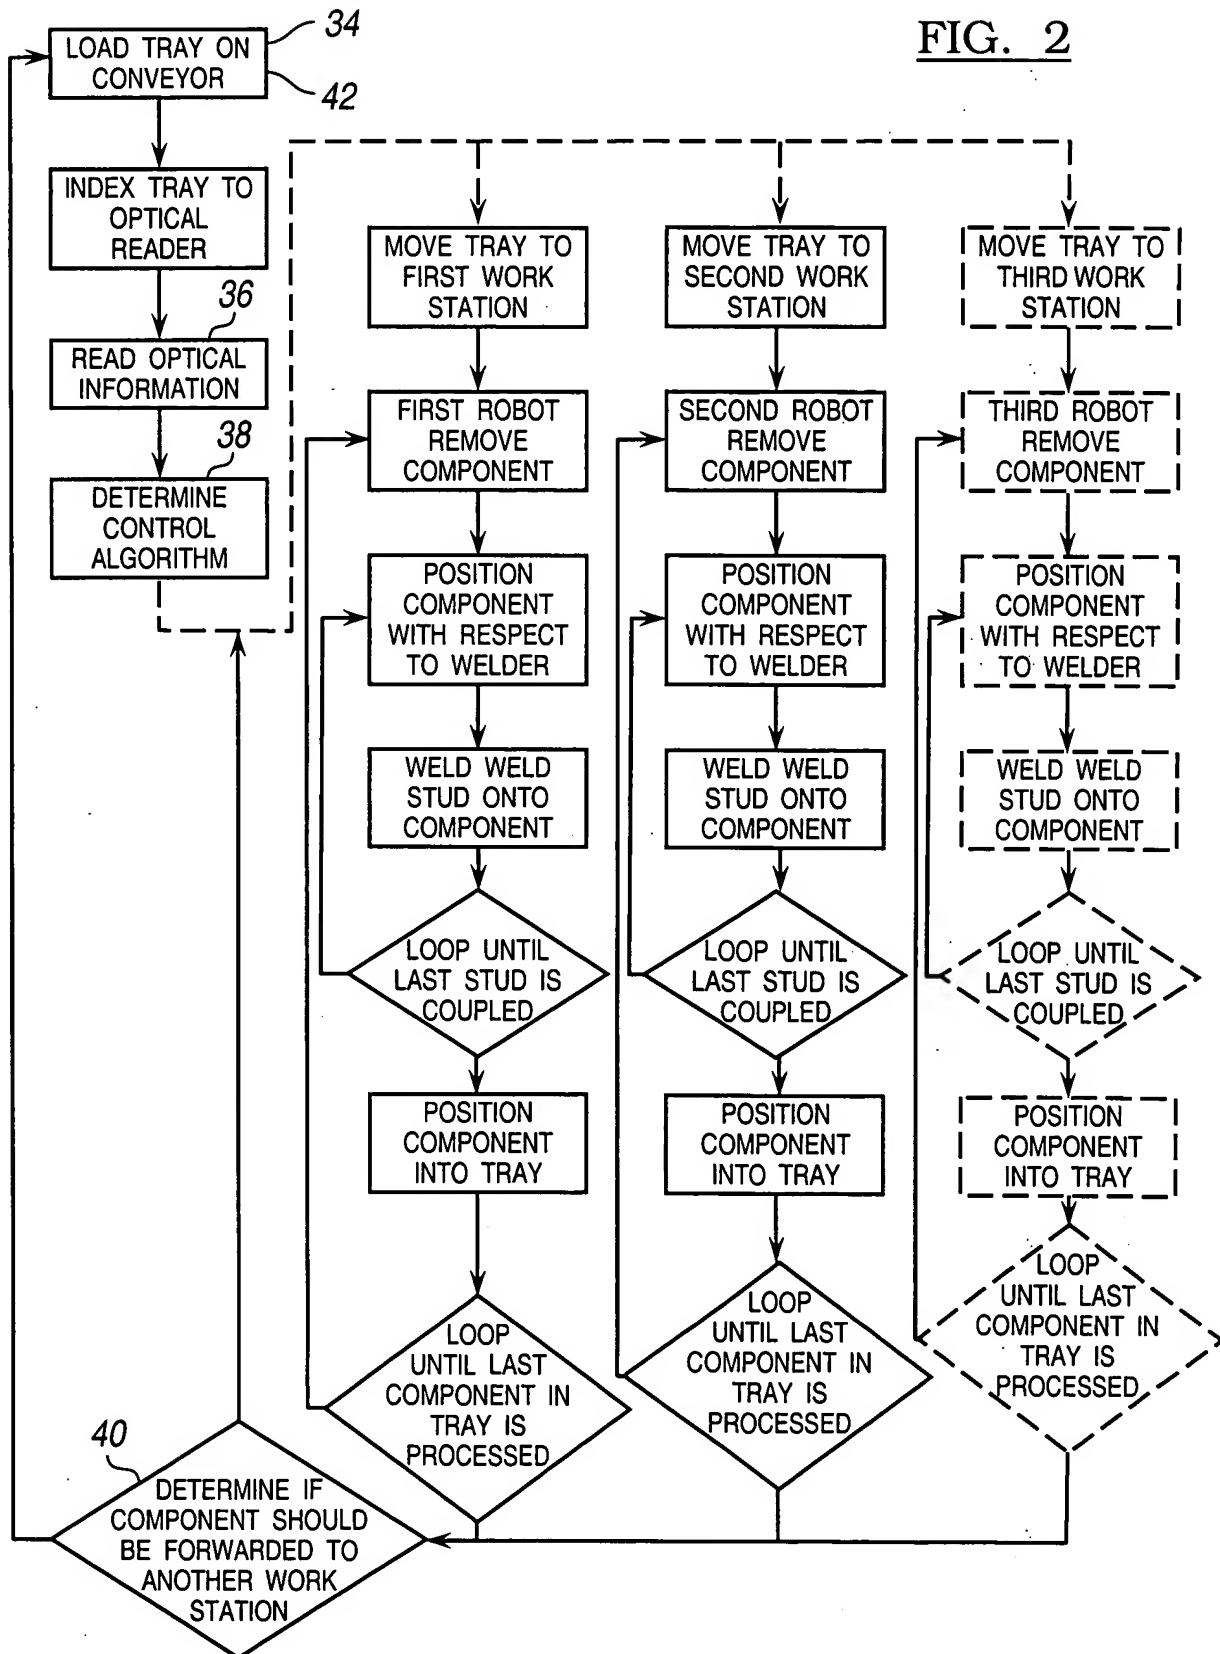 FIG. 2
34
LOAD TRAY ON
CONVEYOR
42
INDEX TRAY TO
OPTICAL
READER
36
READ OPTICAL
INFORMATION
38
DETERMINE
CONTROL
ALGORITHM
MOVE TRAY TO
FIRST WORK
STATION
FIRST ROBOT
REMOVE
COMPONENT
POSITION
COMPONENT
WITH RESPECT
TO WELDER
WELD WELD
STUD ONTO
COMPONENT
LOOP UNTIL
LAST STUD IS
COUPLED
POSITION
COMPONENT
INTO TRAY
LOOP
UNTIL LAST
COMPONENT IN
TRAY IS
PROCESSED
MOVE TRAY TO
SECOND WORK
STATION
SECOND ROBOT
REMOVE
COMPONENT
POSITION
COMPONENT
WITH RESPECT
TO WELDER
WELD WELD
STUD ONTO
COMPONENT
LOOP UNTIL
LAST STUD IS
COUPLED
POSITION
COMPONENT
INTO TRAY
LOOP
UNTIL LAST
COMPONENT IN
TRAY IS
PROCESSED
MOVE TRAY TO
THIRD WORK
STATION
THIRD ROBOT
REMOVE
COMPONENT
POSITION
COMPONENT
WITH RESPECT
TO WELDER
WELD WELD
STUD ONTO
COMPONENT
LOOP UNTIL
LAST STUD IS
COUPLED
POSITION
COMPONENT
INTO TRAY
LOOP
UNTIL LAST
COMPONENT IN
TRAY IS
PROCESSED
40
DETERMINE IF
COMPONENT SHOULD
BE FORWARDED TO
ANOTHER WORK
STATION